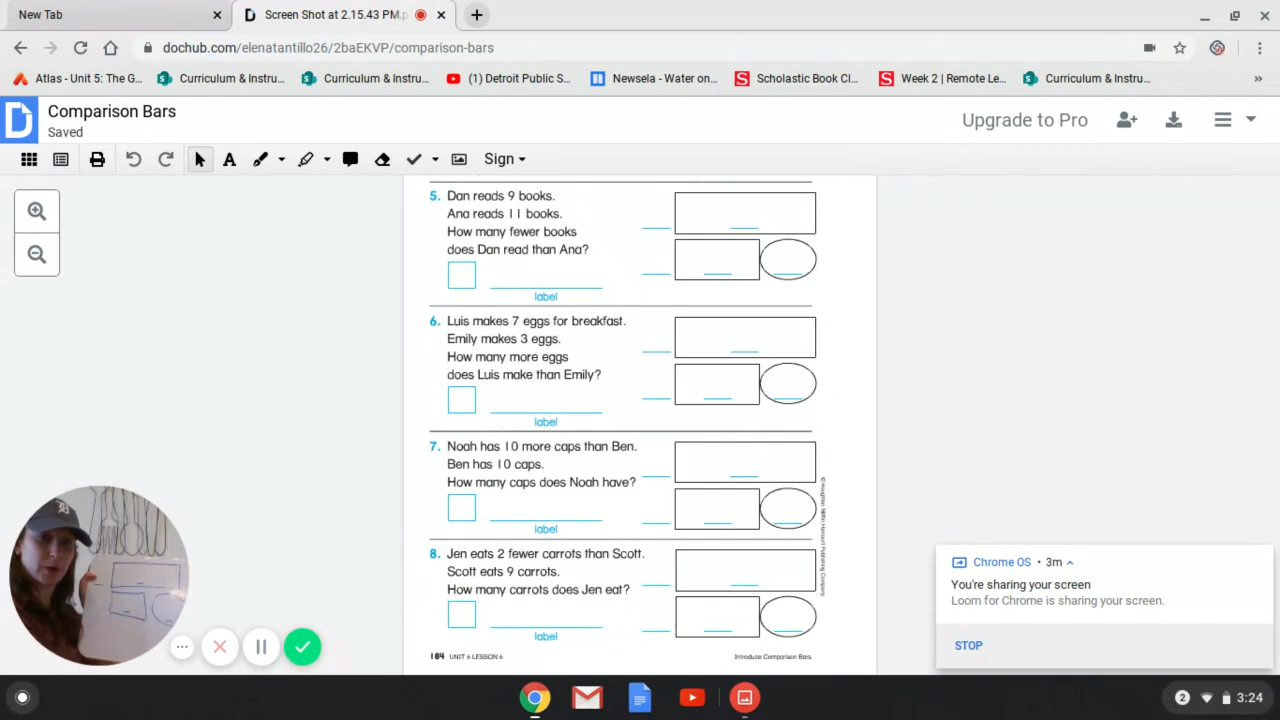 New Tab
Screen Shot at 2.15.43 PM.p
dochub.com/elenatantillo26/2baEKVP/comparison-bars
Atlas - Unit 5: The G...
Curriculum & Instru...
Curriculum & Instru...
(1) Detroit Public S...
Newsela - Water on...
Scholastic Book Cl...
Week 2 | Remote Le...
Curriculum & Instru...
»
Comparison Bars
Saved
Upgrade to Pro
A
Sign
5. Dan reads 9 books.
Ana reads 11 books.
How many fewer books
does Dan read than Ana?
label
6. Luis makes 7 eggs for breakfast.
Emily makes 3 eggs.
How many more eggs
does Luis make than Emily?
label
7. Noah has 10 more caps than Ben.
Ben has 10 caps.
How many caps does Noah have?
label
8. Jen eats 2 fewer carrots than Scott.
Scott eats 9 carrots.
How many carrots does Jen eat?
label
184 UNIT 6 LESSON 6
Introduce Comparison Bars
© Houghton Mifflin Harcourt Publishing Company
Chrome OS • 3m
You're sharing your screen
Loom for Chrome is sharing your screen.
STOP
2
3:24